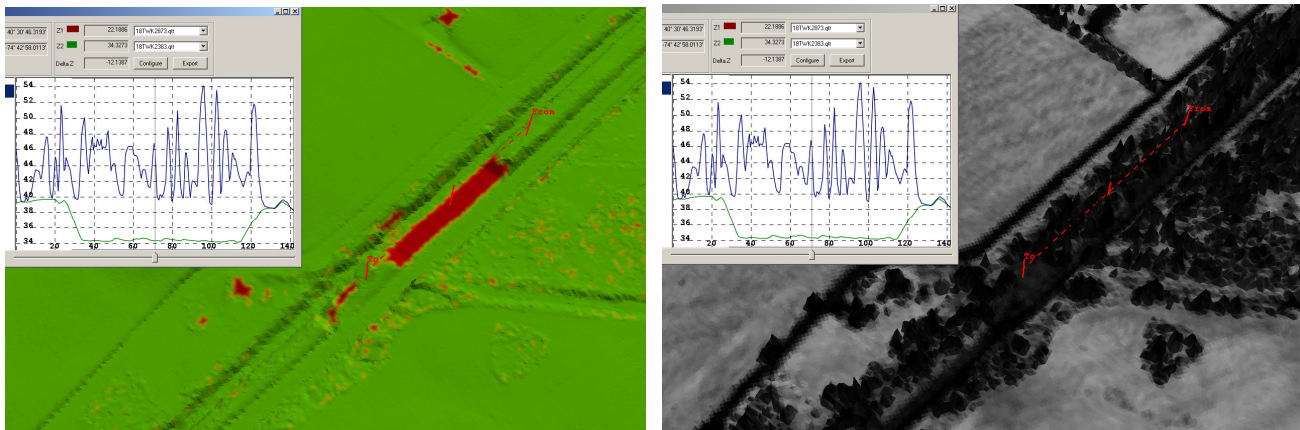 40° 30' 46.3193'
Z1
22.1886
18TWK2873.qtt
-74° 42' 58.0113'
Z2
34.3273
18TWK2383.qtt
Delta Z
-12.1387
Configure
Export
54
52
50
48
46
44
42
40
38
36
34
20
40
60
80
100
120
140
From
To
40° 30' 46.3193'
Z1
22.1886
18TWK2873.qtt
-74° 42' 58.0113'
Z2
34.3273
18TWK2383.qtt
Delta Z
-12.1387
Configure
Export
54
52
50
48
46
44
42
40
38
36
34
20
40
60
80
100
120
140
From
To